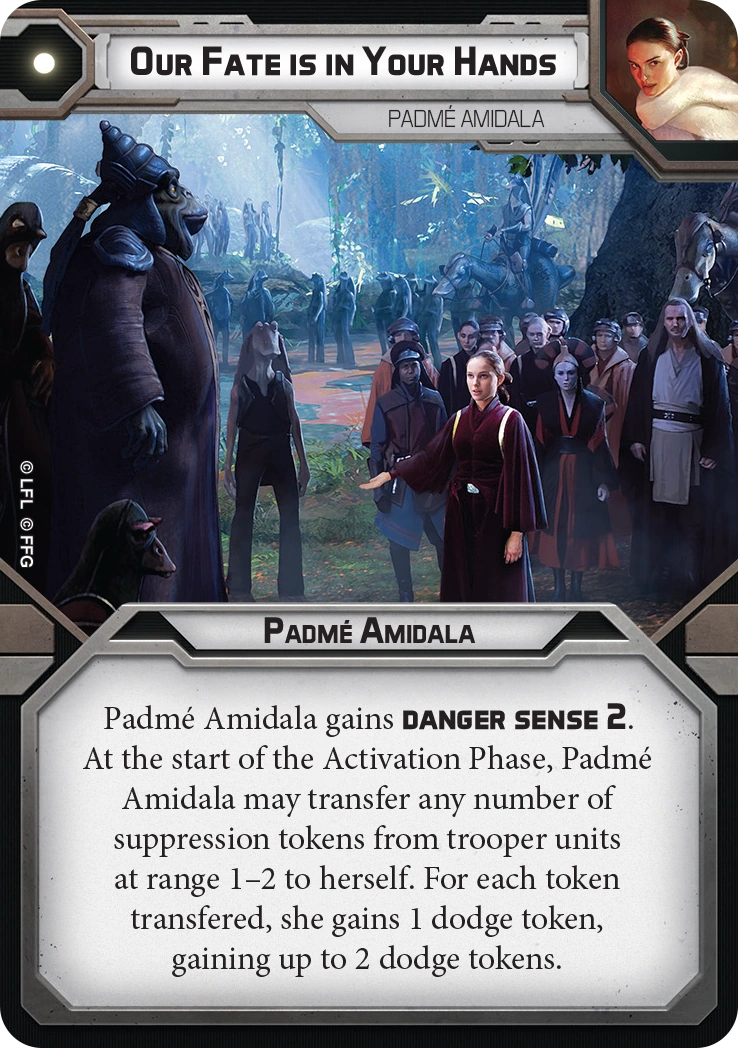 OUR FATE IS IN YOUR HANDS
PADMÉ AMIDALA
© LFL © FFG
PADMÉ AMIDALA
Padmé Amidala gains DANGER SENSE 2.
At the start of the Activation Phase, Padmé
Amidala may transfer any number of
suppression tokens from trooper units
at range 1–2 to herself. For each token
transfered, she gains 1 dodge token,
gaining up to 2 dodge tokens.